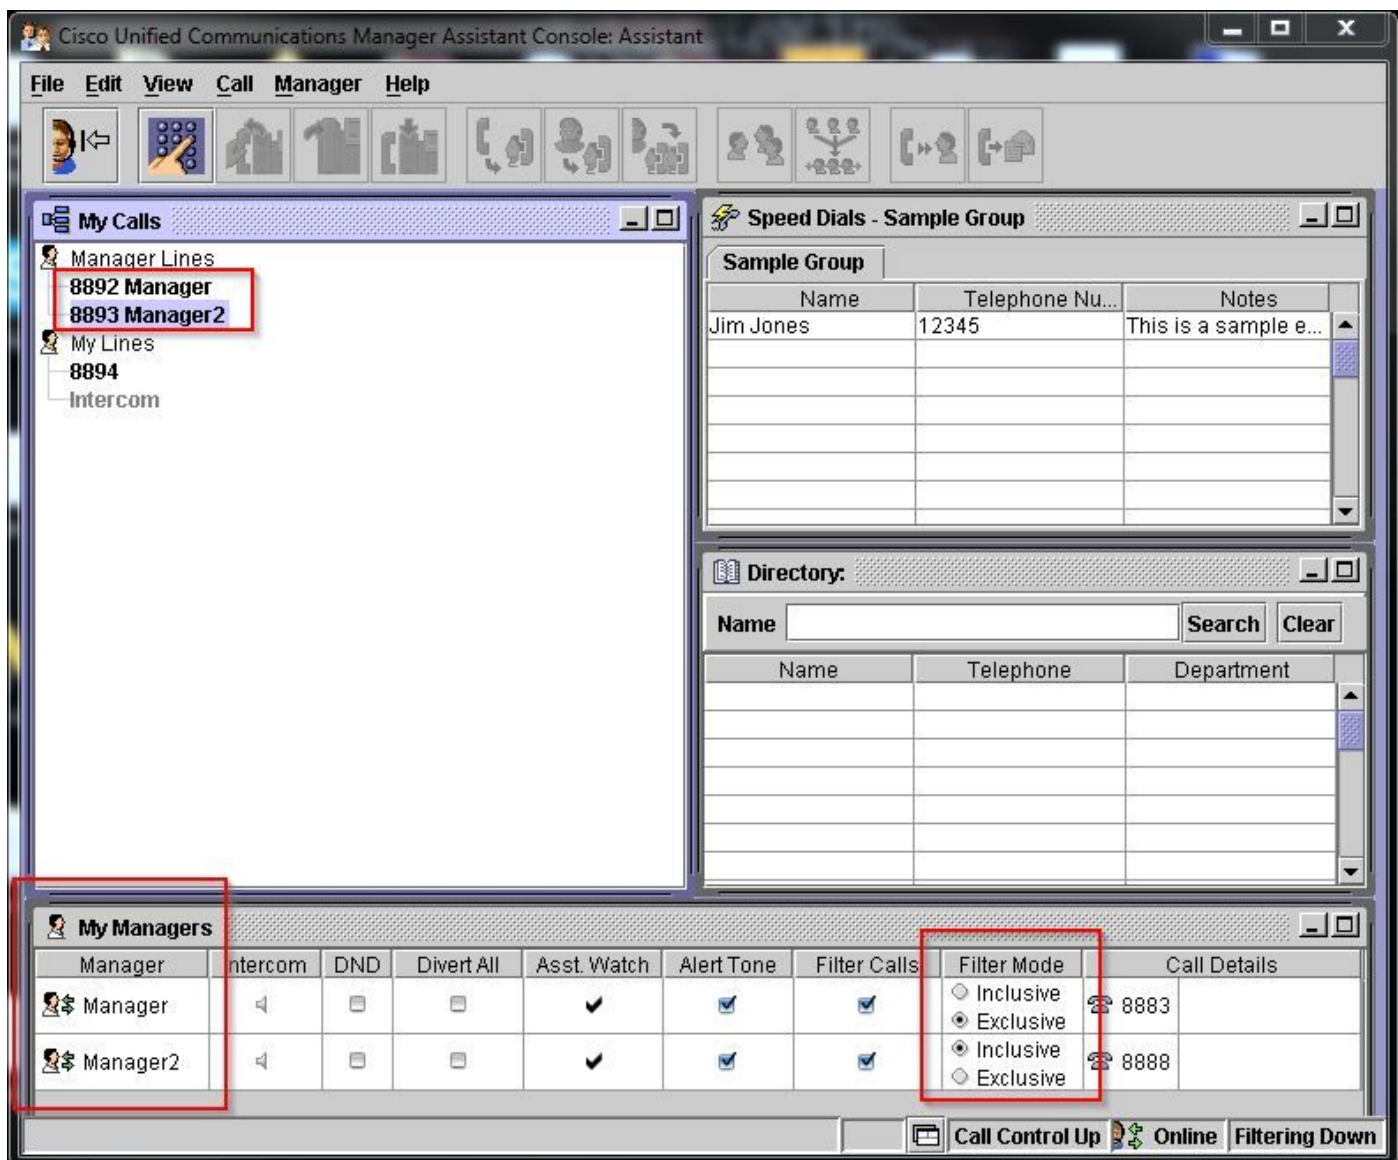 Cisco Unified Communications Manager Assistant Console: Assistant
File Edit View Call Manager Help
My Calls
Manager Lines
8892 Manager
8893 Manager2
My Lines
8894
Intercom
Speed Dials - Sample Group
Sample Group
Name Telephone Nu... Notes
Jim Jones 12345 This is a sample e...
Directory:
Name Search Clear
Name Telephone Department
My Managers
Manager Intercom DND Divert All Asst. Watch Alert Tone Filter Calls Filter Mode Call Details
Manager Inclusive Exclusive 8883
Manager2 Inclusive Exclusive 8888
Call Control Up Online Filtering Down